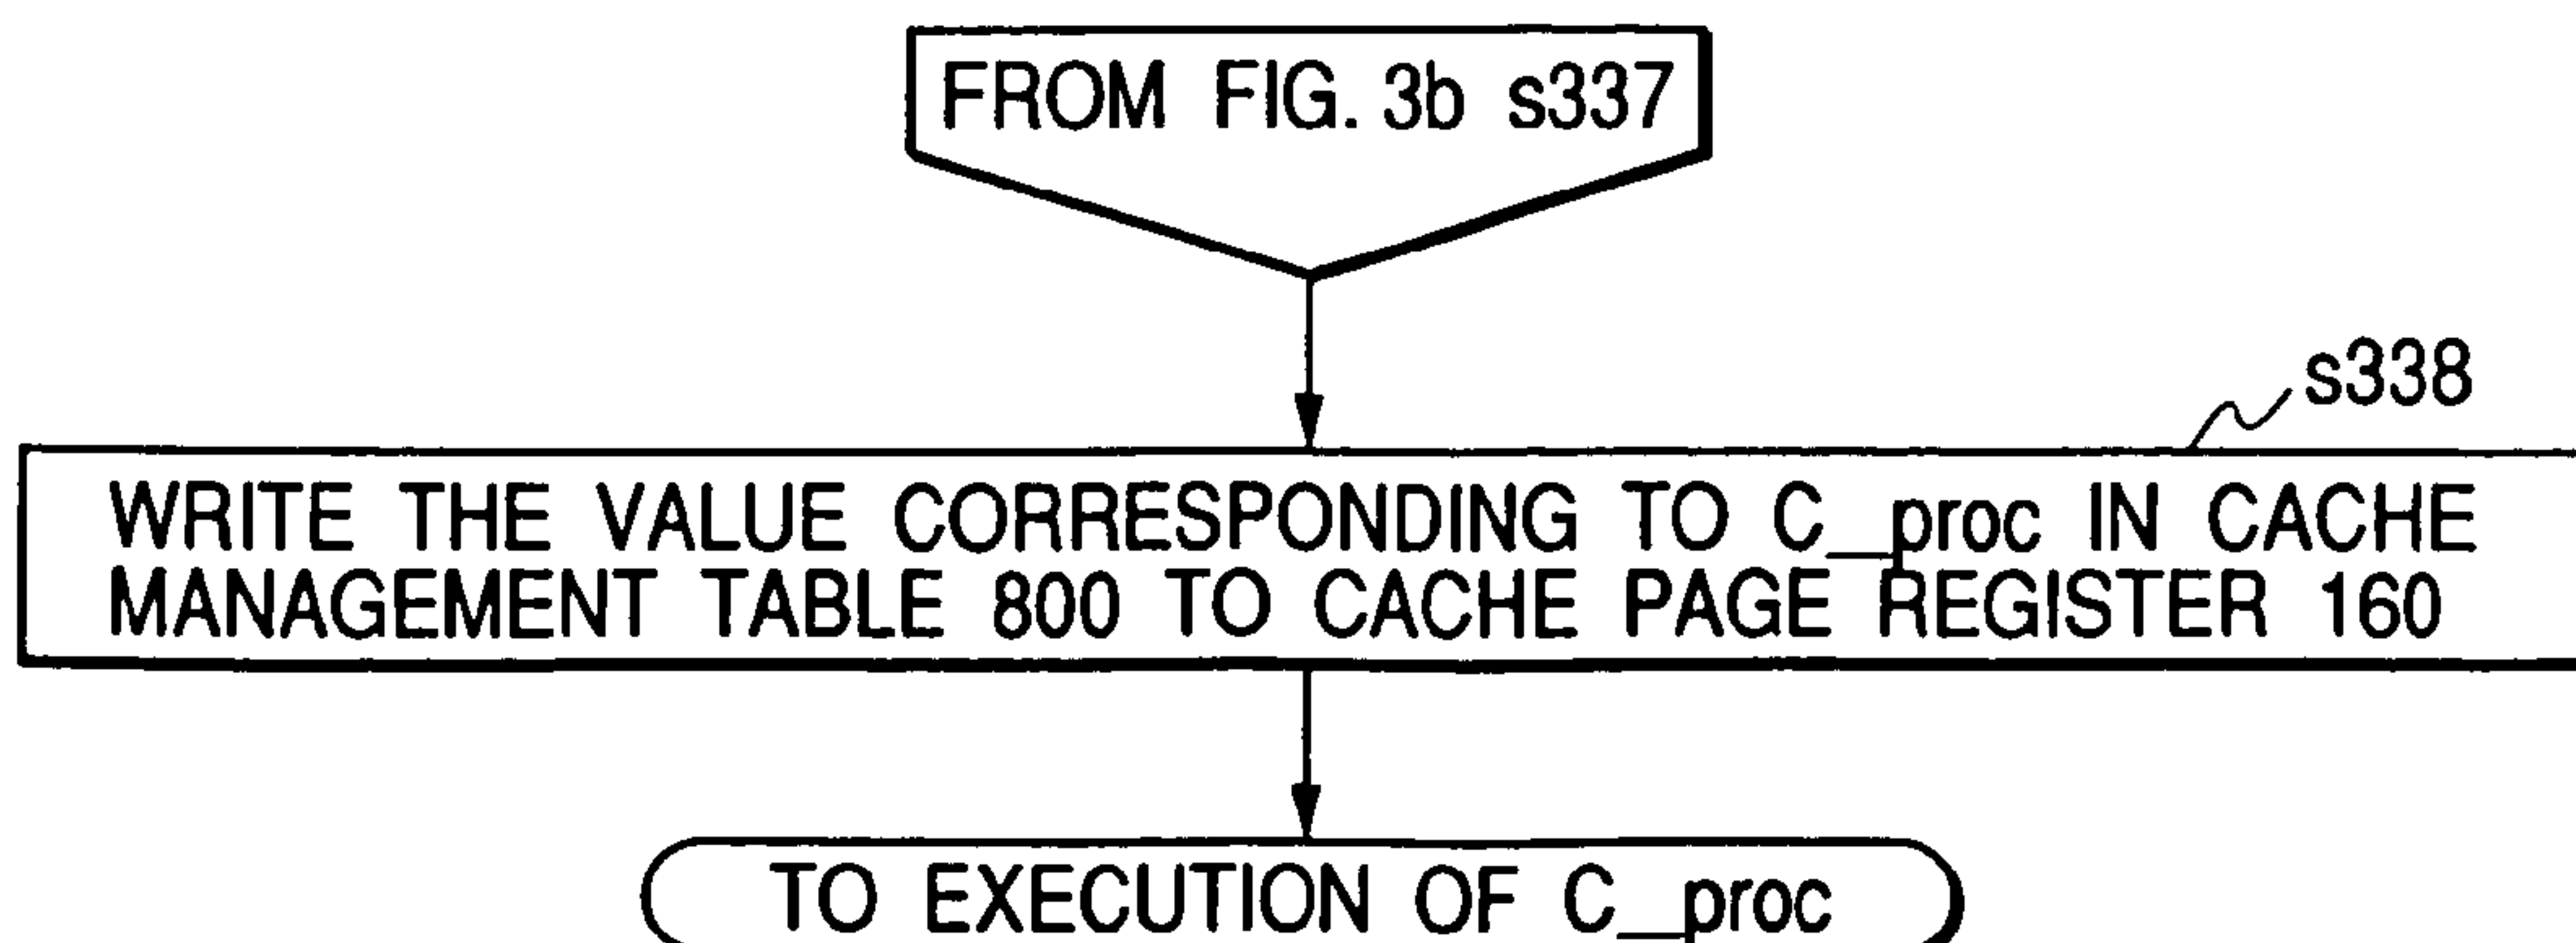 FROM FIG. 3b s337
s338
WRITE THE VALUE CORRESPONDING TO C_proc IN CACHE
MANAGEMENT TABLE 800 TO CACHE PAGE REGISTER 160
TO EXECUTION OF C_proc